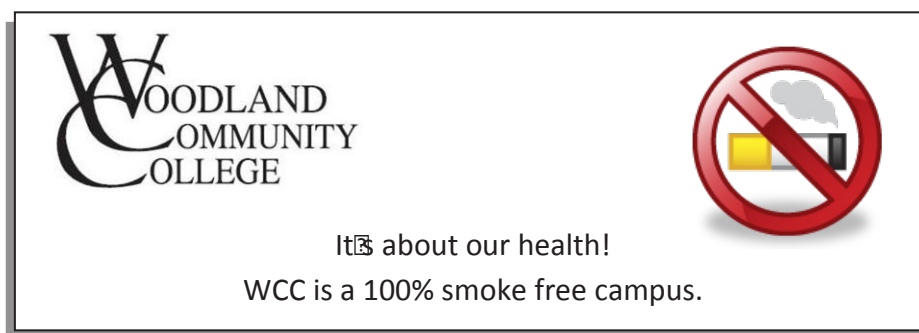 WOODLAND
COMMUNITY
COLLEGE
It�s about our health!
WCC is a 100% smoke free campus.